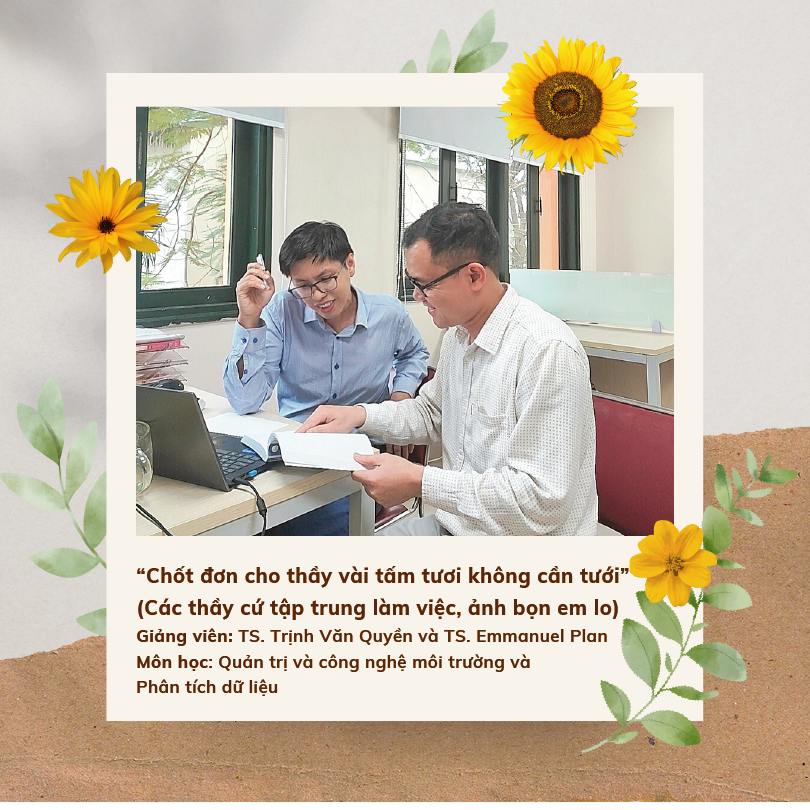 “Chốt đơn cho thầy vài tấm tươi không cần tưới”
(Các thầy cứ tập trung làm việc, ảnh bọn em lo)
Giảng viên: TS. Trịnh Văn Quyền và TS. Emmanuel Plan
Môn học: Quản trị và công nghệ môi trường và
Phân tích dữ liệu